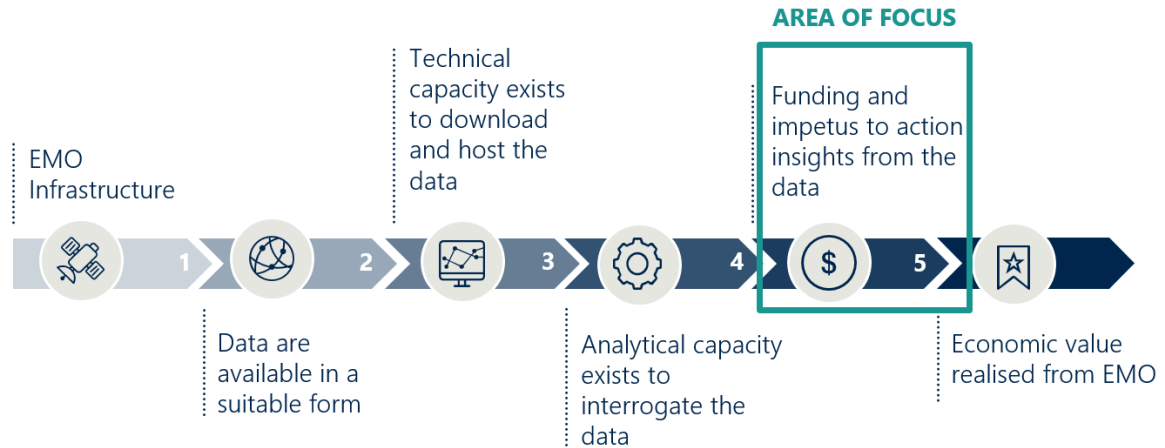 AREA OF FOCUS
EMO
Infrastructure
1
Data are
available in a
suitable form
2
Technical
capacity exists
to download
and host the
data
3
Analytical capacity
exists to
interrogate the
data
4
Funding and
impetus to action
insights from the
data
$
5
Economic value
realised from EMO